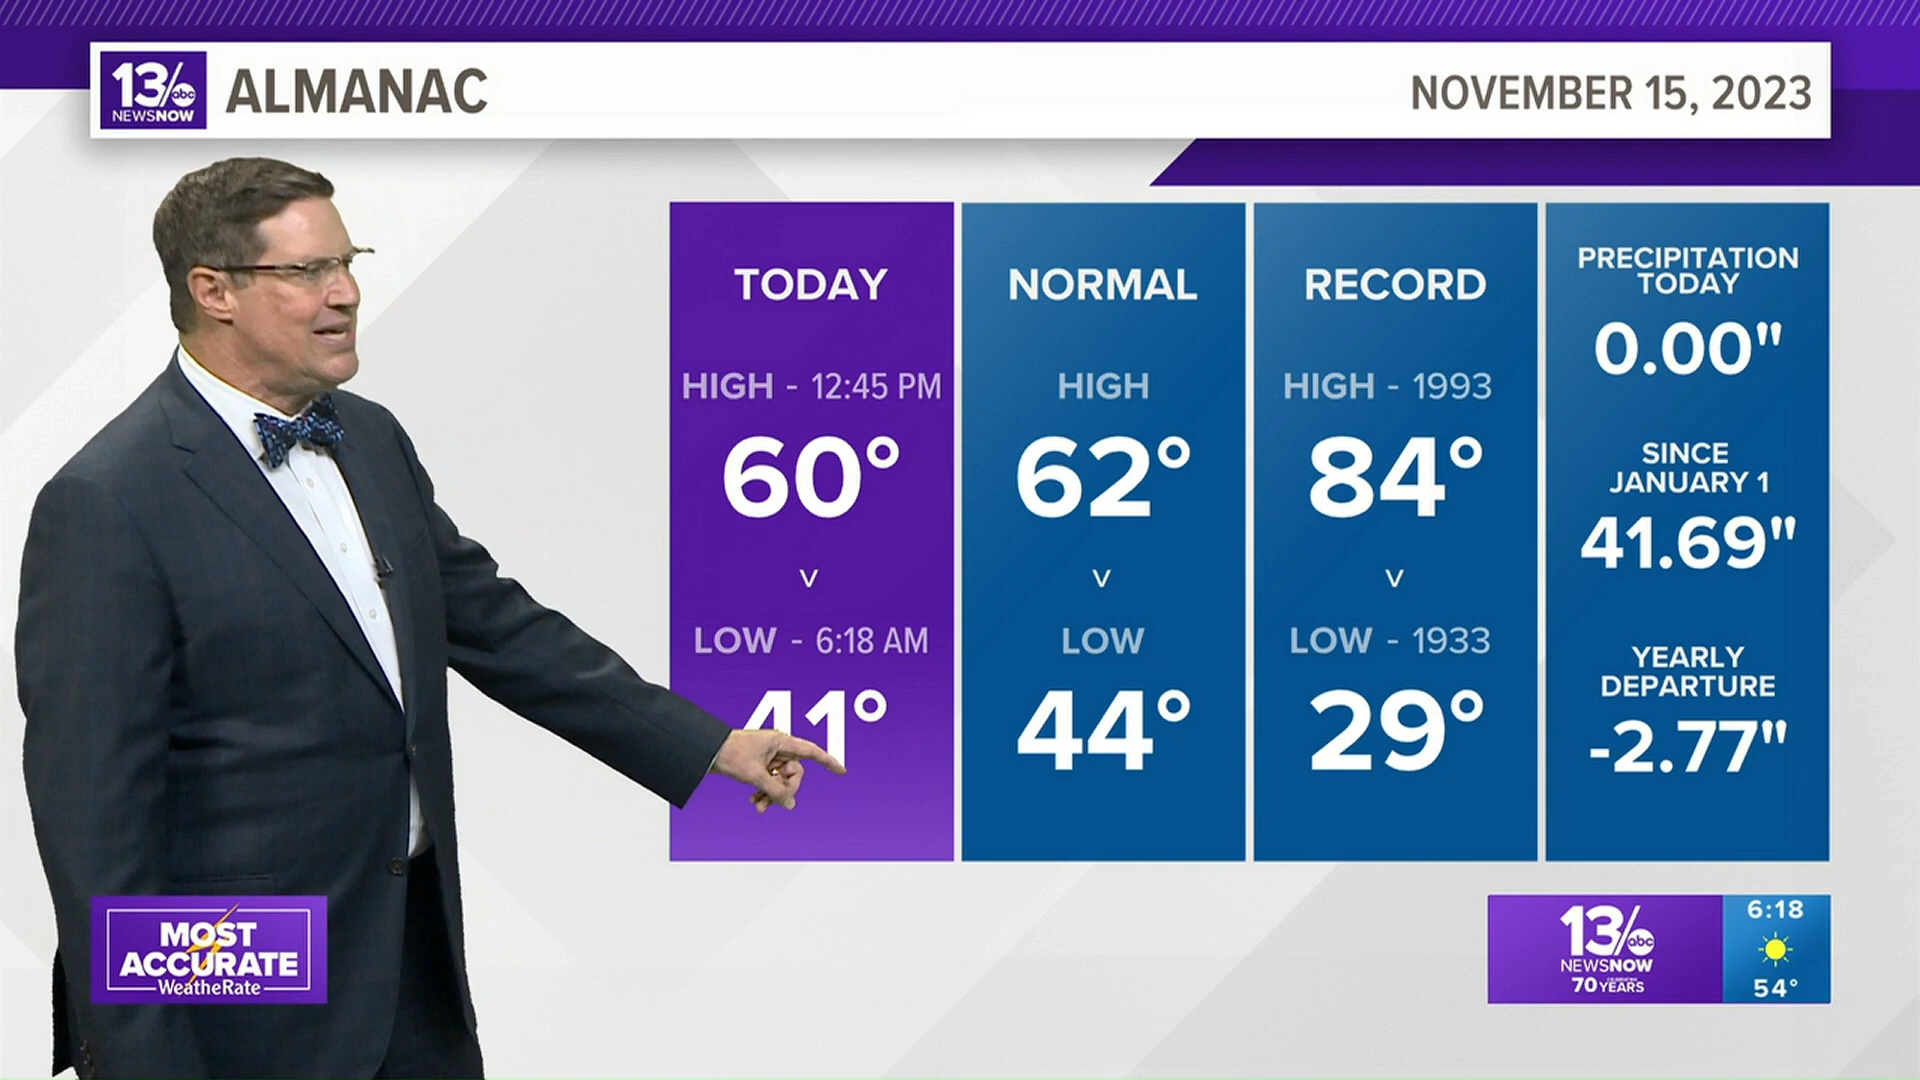 13/abc
NEWSNOW
ALMANAC
NOVEMBER 15, 2023
TODAY
HIGH - 12:45 PM
60°
v
LOW - 6:18 AM
41°
NORMAL
HIGH
62°
v
LOW
44°
RECORD
HIGH - 1993
84°
v
LOW - 1933
29°
PRECIPITATION
TODAY
0.00"
SINCE
JANUARY 1
41.69"
YEARLY
DEPARTURE
-2.77"
MOST
ACCURATE
WeatheRate
13/abc
NEWSNOW
70 YEARS
6:18
54°